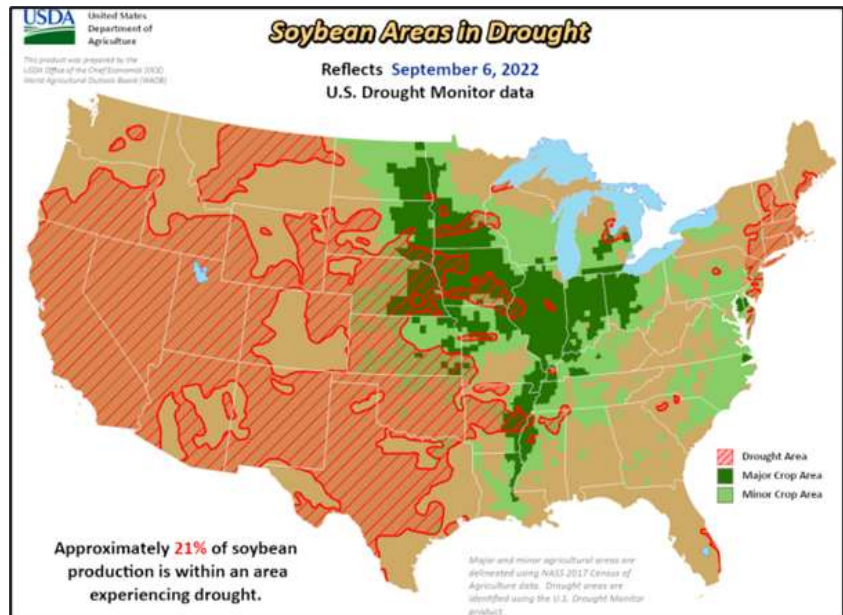 USDA
United States
Department of
Agriculture
This product was prepared by the
USDA Office of the Chief Economist (OCE)
World Agricultural Outlook Board (WAOB)
Soybean Areas in Drought
Reflects September 6, 2022
U.S. Drought Monitor data
Drought Area
Major Crop Area
Minor Crop Area
Approximately 21% of soybean
production is within an area
experiencing drought.
Major and minor agricultural areas are
delineated using NASS 2017 Census of
Agriculture data. Drought areas are
identified using the U.S. Drought Monitor
product.